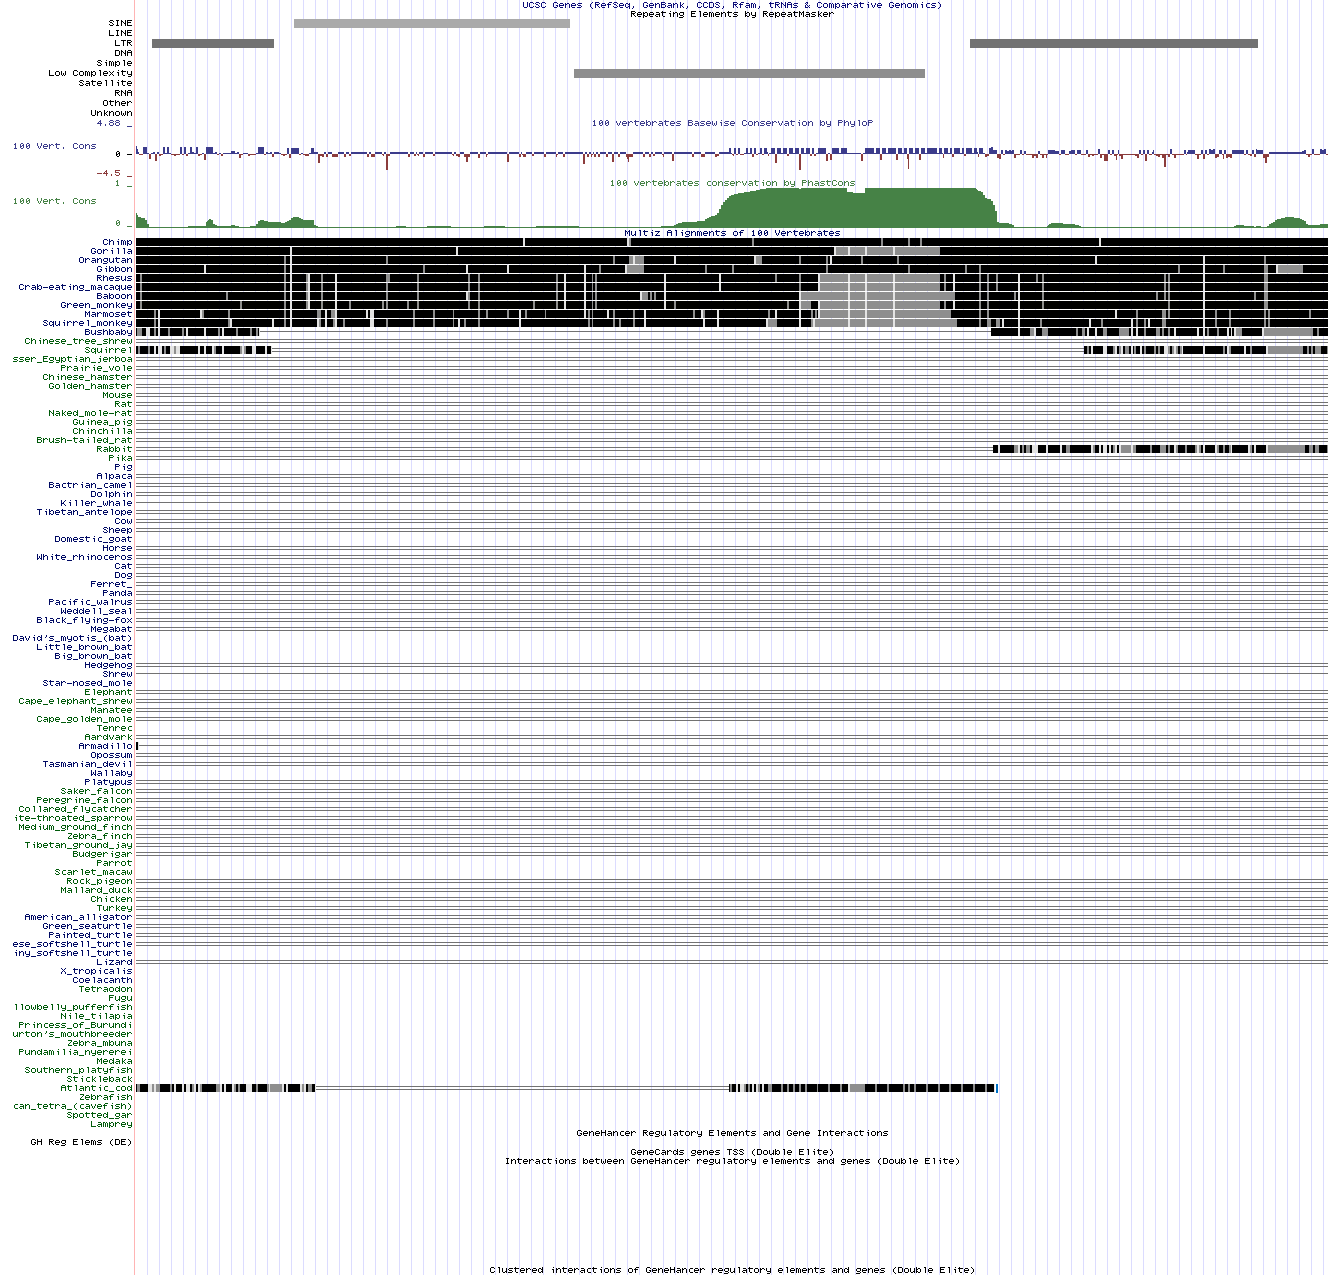 UCSC Genes (RefSeq, GenBank, CCDS, Rfam, tRNAs & Comparative Genomics)
Repeating Elements by RepeatMasker
SINE
LINE
LTR
DNA
Simple
Low Complexity
Satellite
RNA
Other
Unknown
4.88 _
100 vertebrates Basewise Conservation by PhyloP
100 Vert. Cons
0 _
-4.5 _
1 _
100 vertebrates conservation by PhastCons
100 Vert. Cons
0 _
Multiz Alignments of 100 Vertebrates
Chimp
Gorilla
Orangutan
Gibbon
Rhesus
Crab-eating_macaque
Baboon
Green_monkey
Marmoset
Squirrel_monkey
Bushbaby
Chinese_tree_shrew
Squirrel
sser_Egyptian_jerboa
Prairie_vole
Chinese_hamster
Golden_hamster
Mouse
Rat
Naked_mole-rat
Guinea_pig
Chinchilla
Brush-tailed_rat
Rabbit
Pika
Pig
Alpaca
Bactrian_camel
Dolphin
Killer_whale
Tibetan_antelope
Cow
Sheep
Domestic_goat
Horse
White_rhinoceros
Cat
Dog
Ferret_
Panda
Pacific_walrus
Weddell_seal
Black_flying-fox
Megabat
David's_myotis_(bat)
Little_brown_bat
Big_brown_bat
Hedgehog
Shrew
Star-nosed_mole
Elephant
Cape_elephant_shrew
Manatee
Cape_golden_mole
Tenrec
Aardvark
Armadillo
Opossum
Tasmanian_devil
Wallaby
Platypus
Saker_falcon
Peregrine_falcon
Collared_flycatcher
ite-throated_sparrow
Medium_ground_finch
Zebra_finch
Tibetan_ground_jay
Budgerigar
Parrot
Scarlet_macaw
Rock_pigeon
Mallard_duck
Chicken
Turkey
American_alligator
Green_seaturtle
Painted_turtle
ese_softshell_turtle
iny_softshell_turtle
Lizard
X_tropicalis
Coelacanth
Tetraodon
Fugu
llowbelly_pufferfish
Nile_tilapia
Princess_of_Burundi
urton's_mouthbreeder
Zebra_mbuna
Pundamilia_nyererei
Medaka
Southern_platyfish
Stickleback
Atlantic_cod
Zebrafish
can_tetra_(cavefish)
Spotted_gar
Lamprey
GeneHancer Regulatory Elements and Gene Interactions
GH Reg Elems (DE)
GeneCards genes TSS (Double Elite)
Interactions between GeneHancer regulatory elements and genes (Double Elite)
Clustered interactions of GeneHancer regulatory elements and genes (Double Elite)